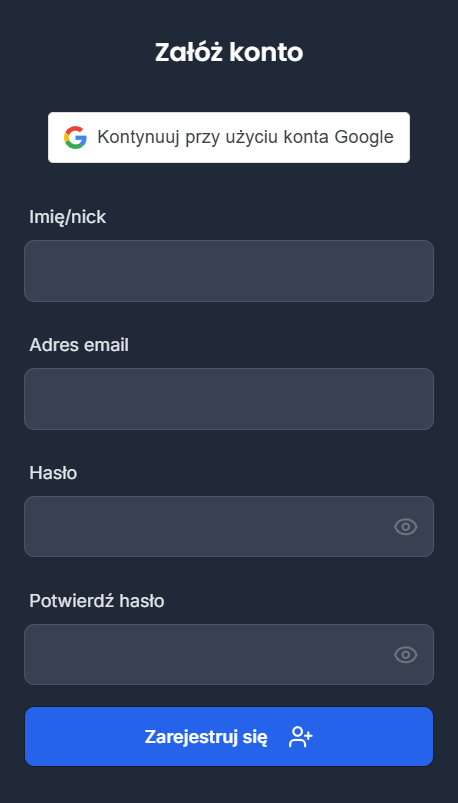 Załóż konto
Kontynuuj przy użyciu konta Google
Imię/nick
Adres email
Hasło
Potwierdź hasło
Zarejestruj się